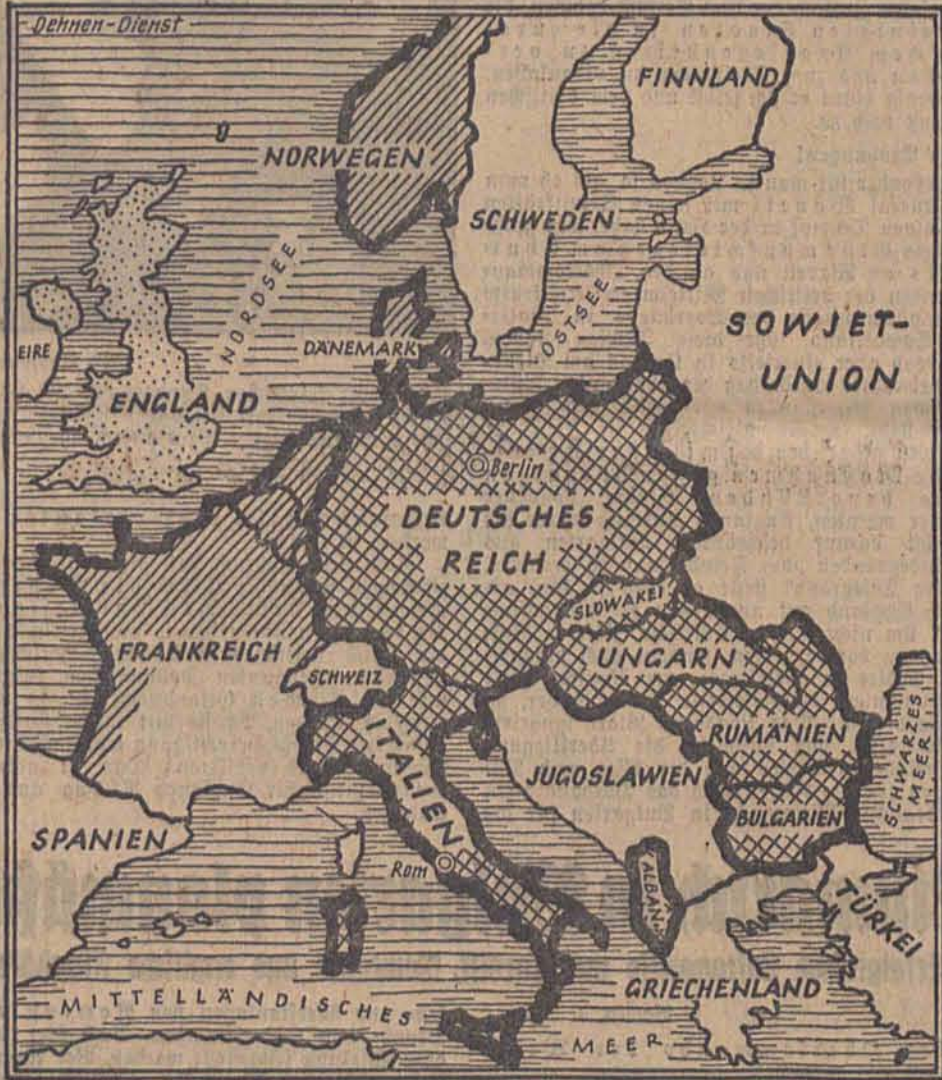 Dehnen-Dienst
FINNLAND
NORWEGEN
SCHWEDEN
NORDSEE
OSTSEE
DÄNEMARK
SOWJET-
UNION
EIRE
ENGLAND
Berlin
DEUTSCHES
REICH
SLOWAKEI
FRANKREICH
SCHWEIZ
UNGARN
ITALIEN
RUMÄNIEN
SCHWARZES
MEER
JUGOSLAWIEN
BULGARIEN
SPANIEN
Rom
ALBAN.
TÜRKEI
GRIECHENLAND
MITTELLÄNDISCHES
MEER